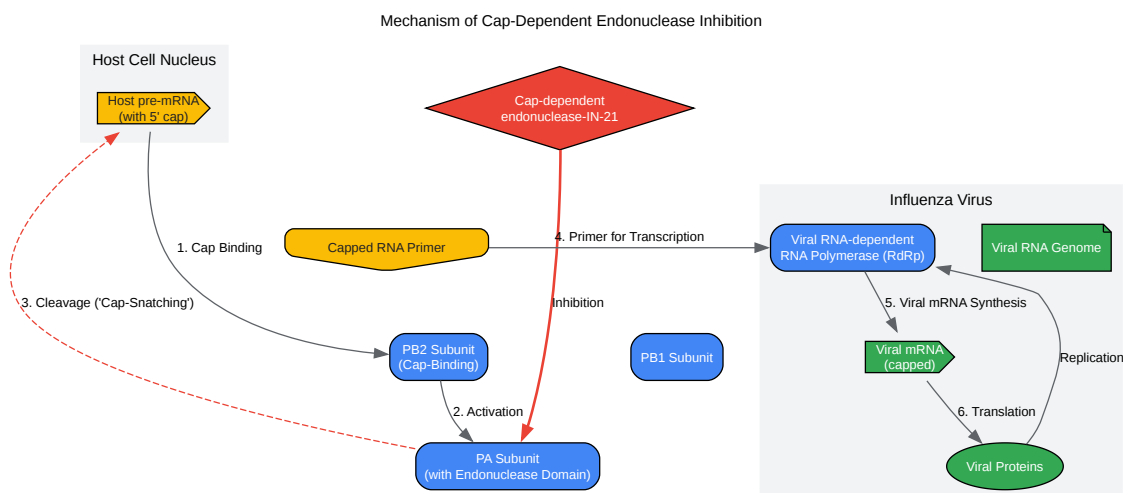 Mechanism of Cap-Dependent Endonuclease Inhibition
Host Cell Nucleus
Host pre-mRNA
(with 5' cap)
Cap-dependent
endonuclease-IN-21
Influenza Virus
1. Cap Binding
Capped RNA Primer
4. Primer for Transcription
Viral RNA-dependent
RNA Polymerase (RdRp)
Viral RNA Genome
3. Cleavage ('Cap-Snatching')
Inhibition
5. Viral mRNA Synthesis
PB2 Subunit
(Cap-Binding)
PB1 Subunit
Viral mRNA
(capped)
Replication
2. Activation
6. Translation
PA Subunit
(with Endonuclease Domain)
Viral Proteins